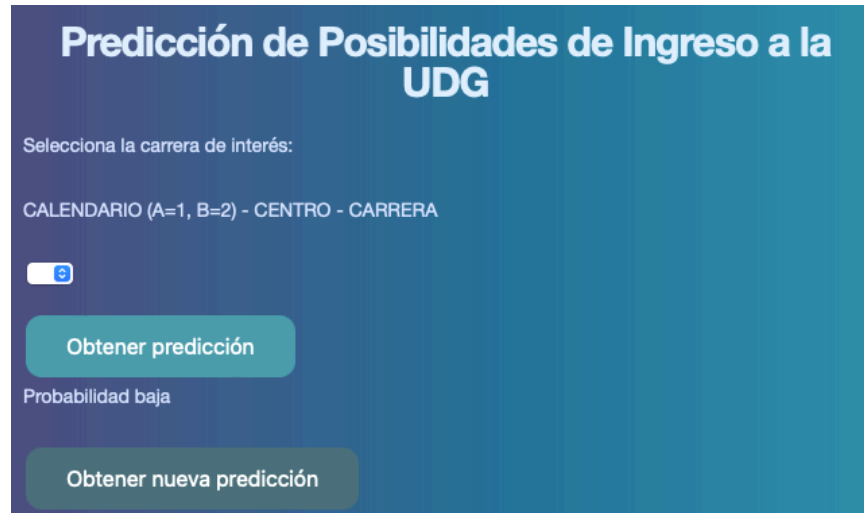 Predicción de Posibilidades de Ingreso a la
UDG
Selecciona la carrera de interés:
CALENDARIO (A=1, B=2) - CENTRO - CARRERA
Obtener predicción
Probabilidad baja
Obtener nueva predicción